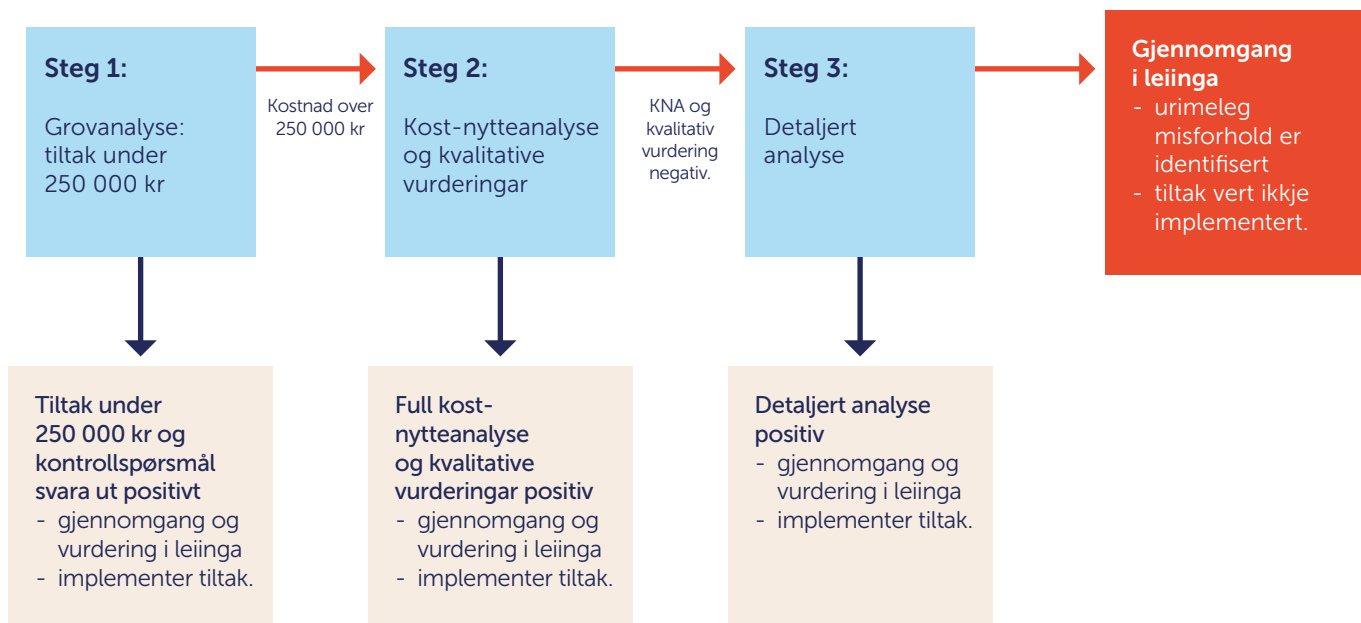 Steg 1:
Grovanalyse:
tiltak under
250 000 kr
Kostnad over
250 000 kr
Steg 2:
Kost-nytteanalyse
og kvalitative
vurderingar
KNA og
kvalitativ
vurdering
negativ.
Steg 3:
Detaljert
analyse
Gjennomgang
i leiinga
- urimeleg
misforhold er
identifisert
- tiltak vert ikkje
implementert.
Tiltak under
250 000 kr og
kontrollspørsmål
svara ut positivt
- gjennomgang og
vurdering i leiinga
- implementer tiltak.
Full kost-
nytteanalyse
og kvalitative
vurderingar positiv
- gjennomgang og
vurdering i leiinga
- implementer tiltak.
Detaljert analyse
positiv
- gjennomgang og
vurdering i leiinga
- implementer tiltak.